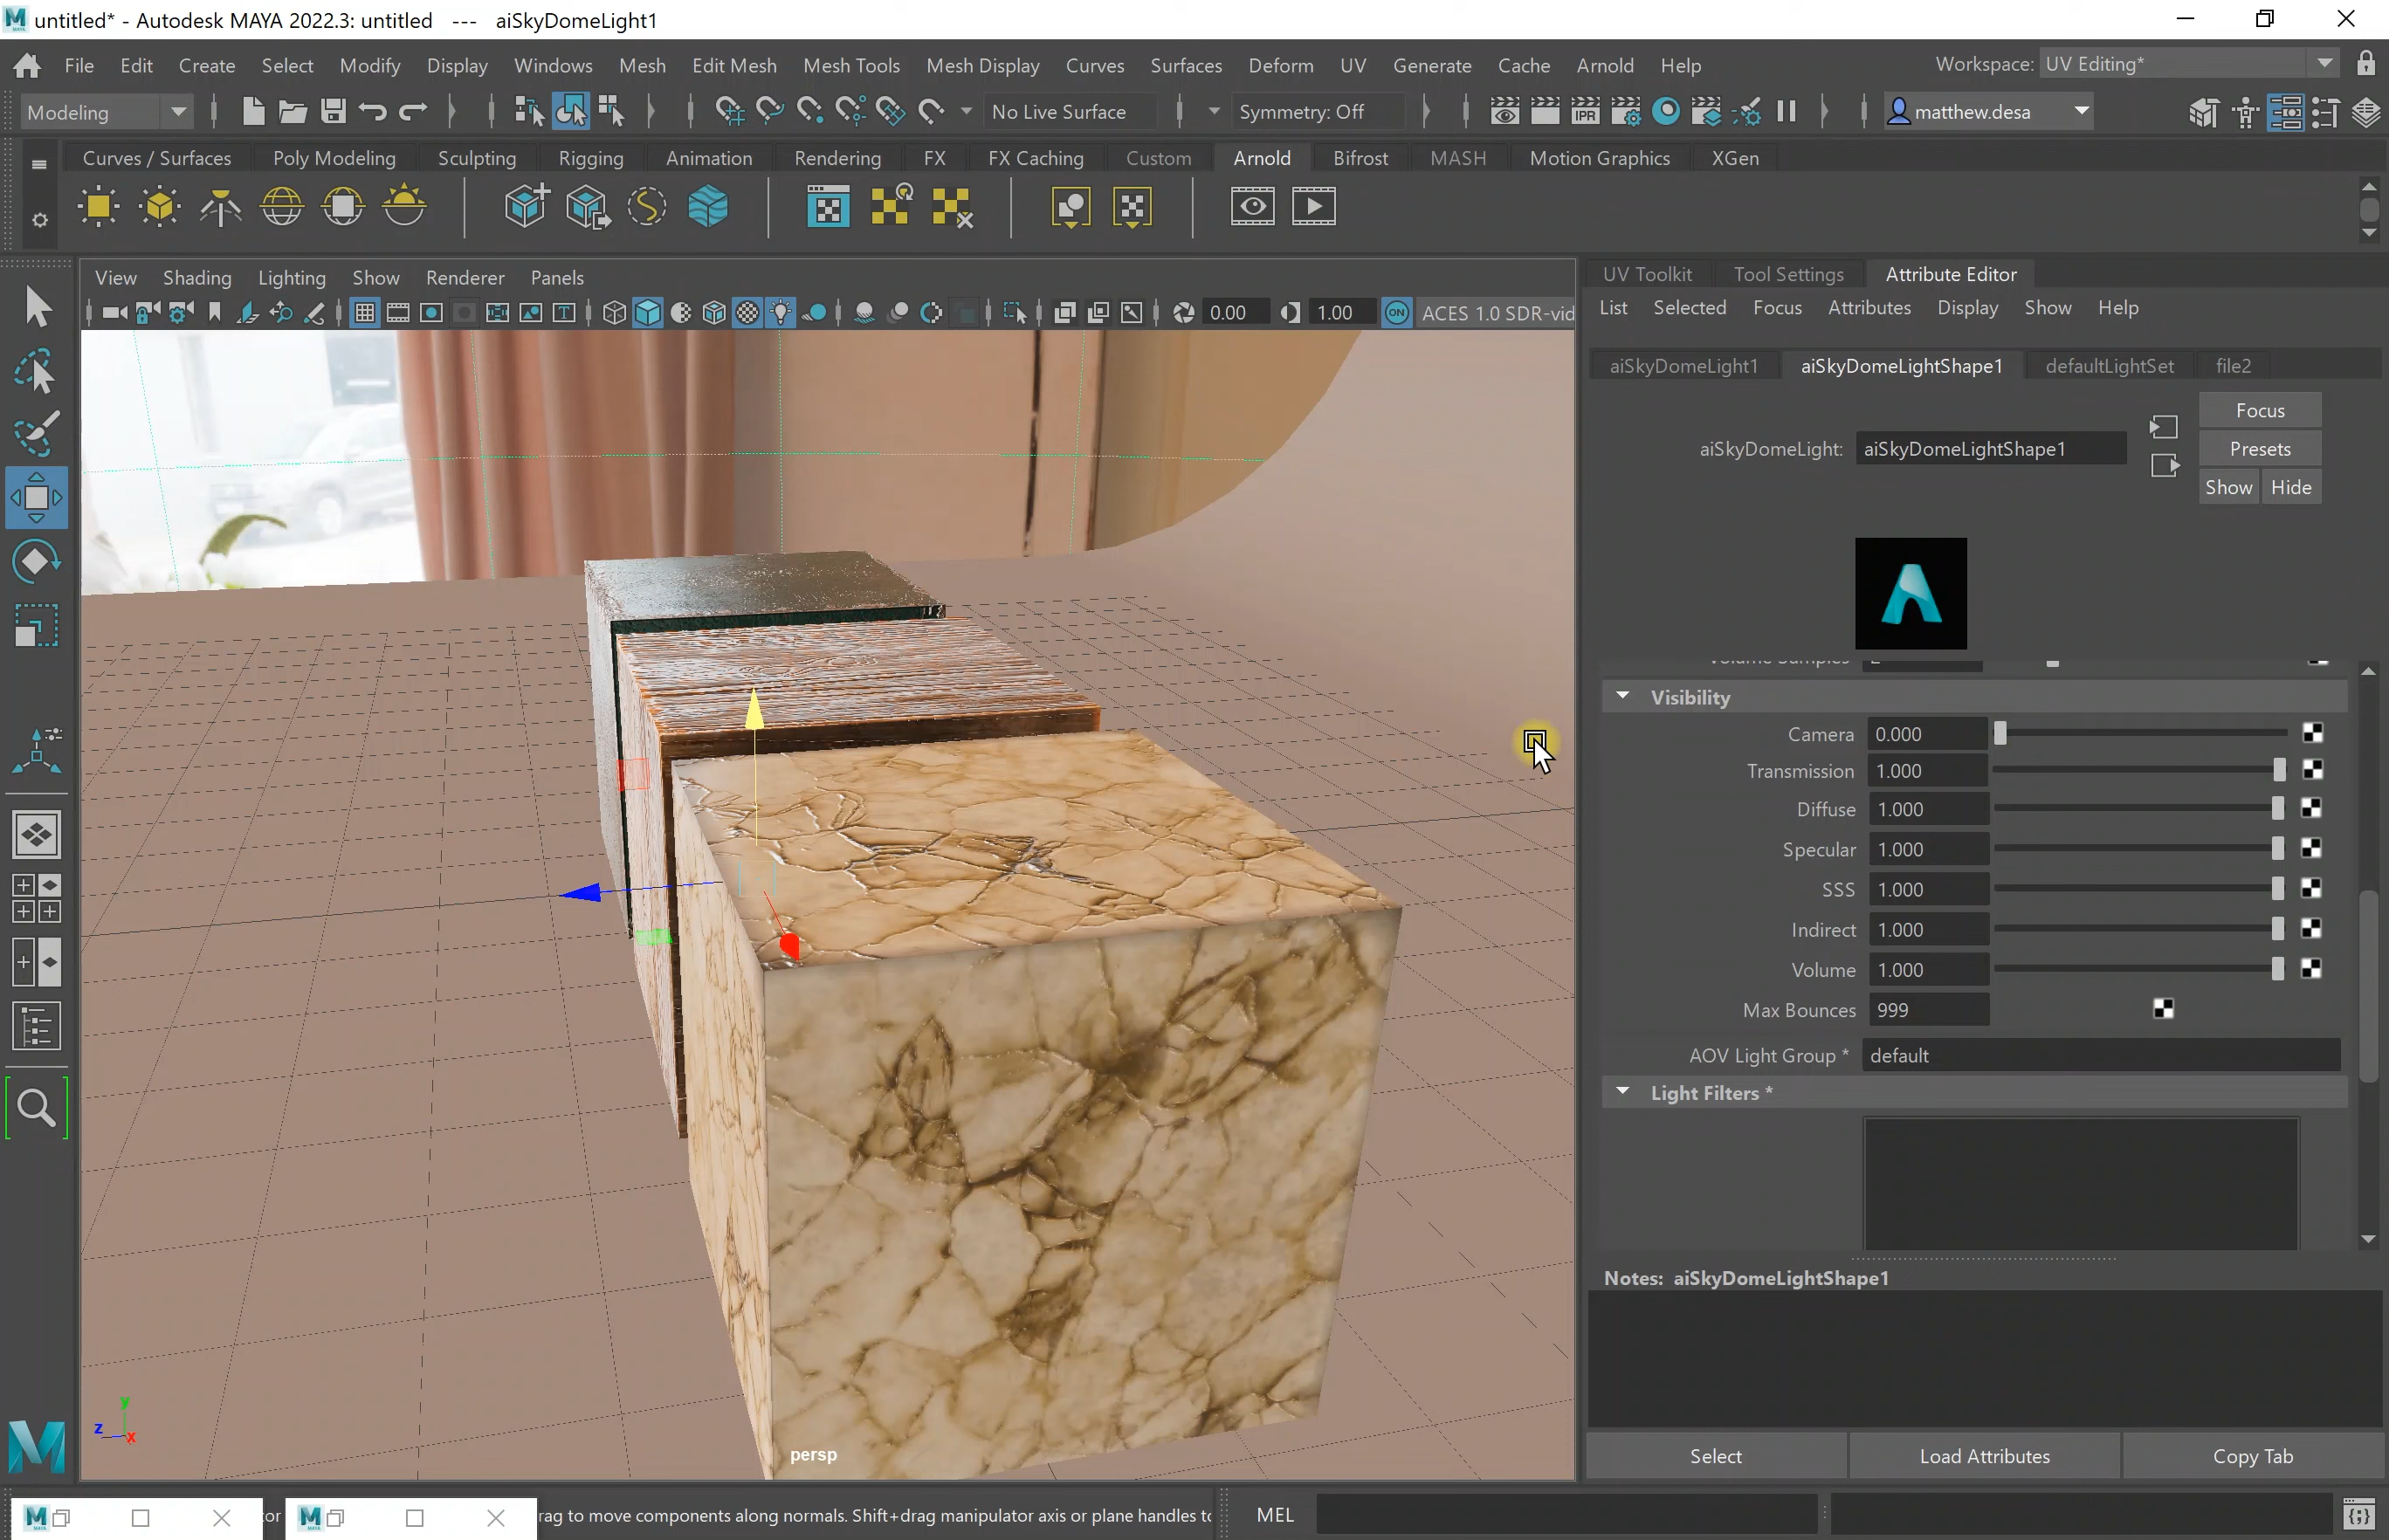 untitled* - Autodesk MAYA 2022.3: untitled --- aiSkyDomeLight1
File Edit Create Select Modify Display Windows Mesh Edit Mesh Mesh Tools Mesh Display Curves Surfaces Deform UV Generate Cache Arnold Help Workspace: UV Editing*
Modeling No Live Surface Symmetry: Off IPR matthew.desa
Curves / Surfaces Poly Modeling Sculpting Rigging Animation Rendering FX FX Caching Custom Arnold Bifrost MASH Motion Graphics XGen
View Shading Lighting Show Renderer Panels
0.00 1.00 ON ACES 1.0 SDR-vid
UV Toolkit Tool Settings Attribute Editor
List Selected Focus Attributes Display Show Help
aiSkyDomeLight1 aiSkyDomeLightShape1 defaultLightSet file2
Focus
aiSkyDomeLight: aiSkyDomeLightShape1 Presets
Show Hide
Visibility
Camera 0.000
Transmission 1.000
Diffuse 1.000
Specular 1.000
SSS 1.000
Indirect 1.000
Volume 1.000
Max Bounces 999
AOV Light Group * default
Light Filters *
Notes: aiSkyDomeLightShape1
Select Load Attributes Copy Tab
y
z
x
persp
M
MAYA
or
rag to move components along normals. Shift+drag manipulator axis or plane handles to
MEL